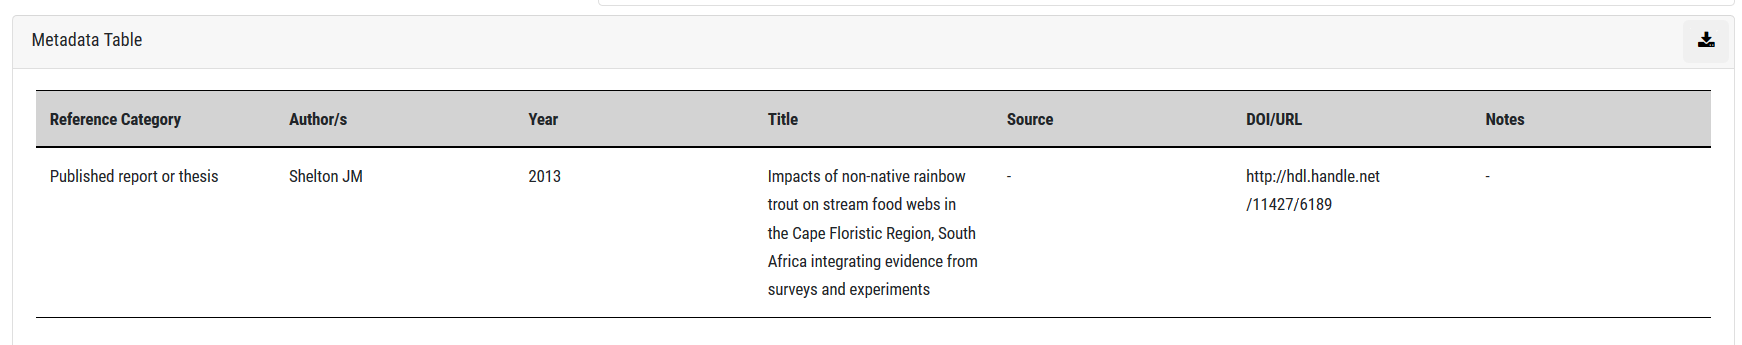 Metadata Table
Reference Category Author/s Year Title Source DOI/URL Notes
Published report or thesis Shelton JM 2013 Impacts of non-native rainbow - http://hdl.handle.net -
trout on stream food webs in /11427/6189
the Cape Floristic Region, South
Africa integrating evidence from
surveys and experiments